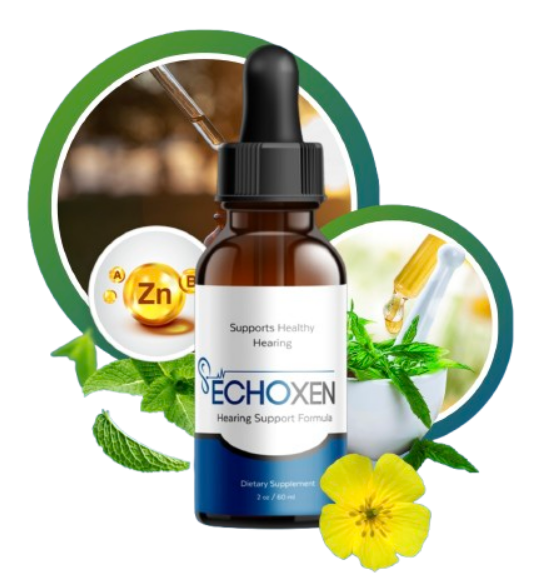 A
Zn
B
Supports Healthy
Hearing
ECHOXEN
Hearing Support Formula
Dietary Supplement
2 oz / 60 ml